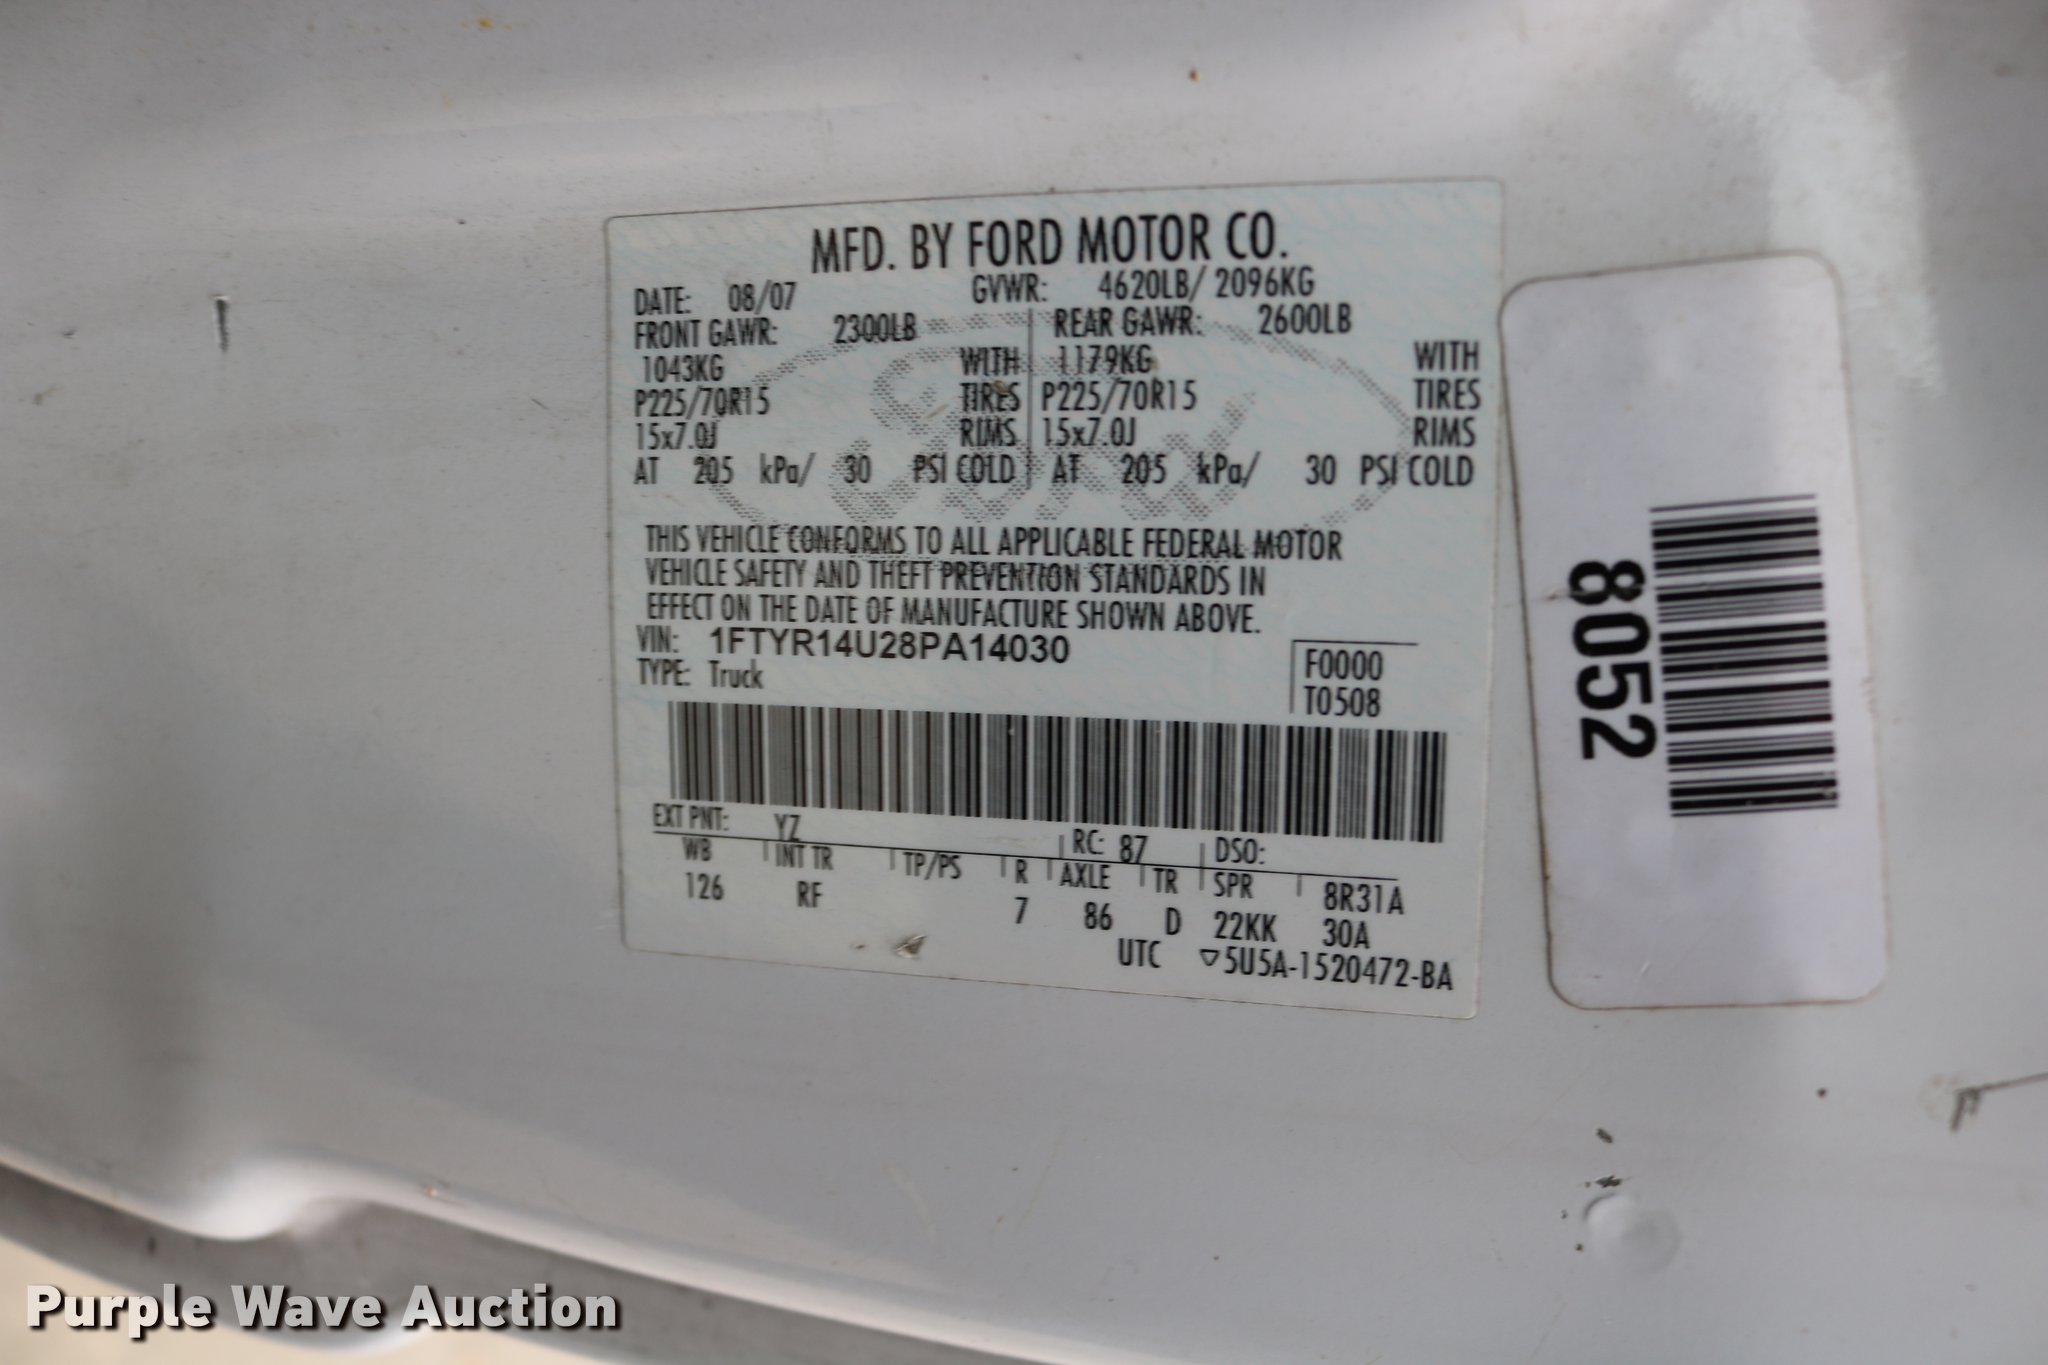 MFD. BY FORD MOTOR CO.
DATE: 08/07 GVWR: 4620LB/ 2096KG
FRONT GAWR: 2300LB REAR GAWR: 2600LB
1043KG WITH 1179KG WITH
P225/70R15 TIRES P225/70R15 TIRES
15x7.0J RIMS 15x7.0J RIMS
AT 205 kPa/ 30 PSI COLD AT 205 kPa/ 30 PSI COLD
Ford
THIS VEHICLE CONFORMS TO ALL APPLICABLE FEDERAL MOTOR
VEHICLE SAFETY AND THEFT PREVENTION STANDARDS IN
EFFECT ON THE DATE OF MANUFACTURE SHOWN ABOVE.
VIN: 1FTYR14U28PA14030
TYPE: Truck
F0000
T0508
EXT PNT: YZ RC: 87 DSO:
WB INT TR TP/PS R AXLE TR SPR 8R31A
126 RF 7 86 D 22KK 30A
UTC ▽5U5A-1520472-BA
8052
Purple Wave Auction